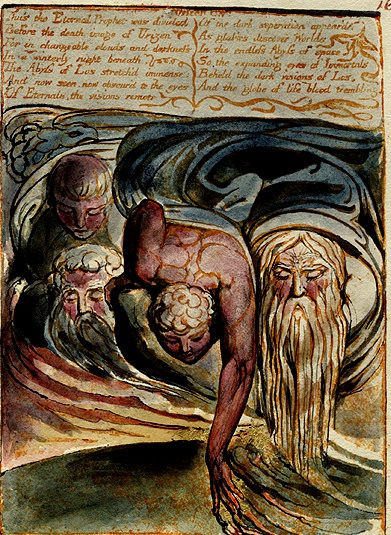 Thus the Eternal Prophet was divided
Before the death-image of Urizen
For in changeable clouds and darkness
In a winterly night beneath
The Abyss of Los stretch'd immense:
And now seen, now obscur'd, to the eyes
Of Eternals, the visions remote
Of the dark seperation appear'd.
As glasses discover Worlds
In the endless Abyss of space,
So the expanding eyes of Immortals
Beheld the dark visions of Los,
And the globe of life blood trembling